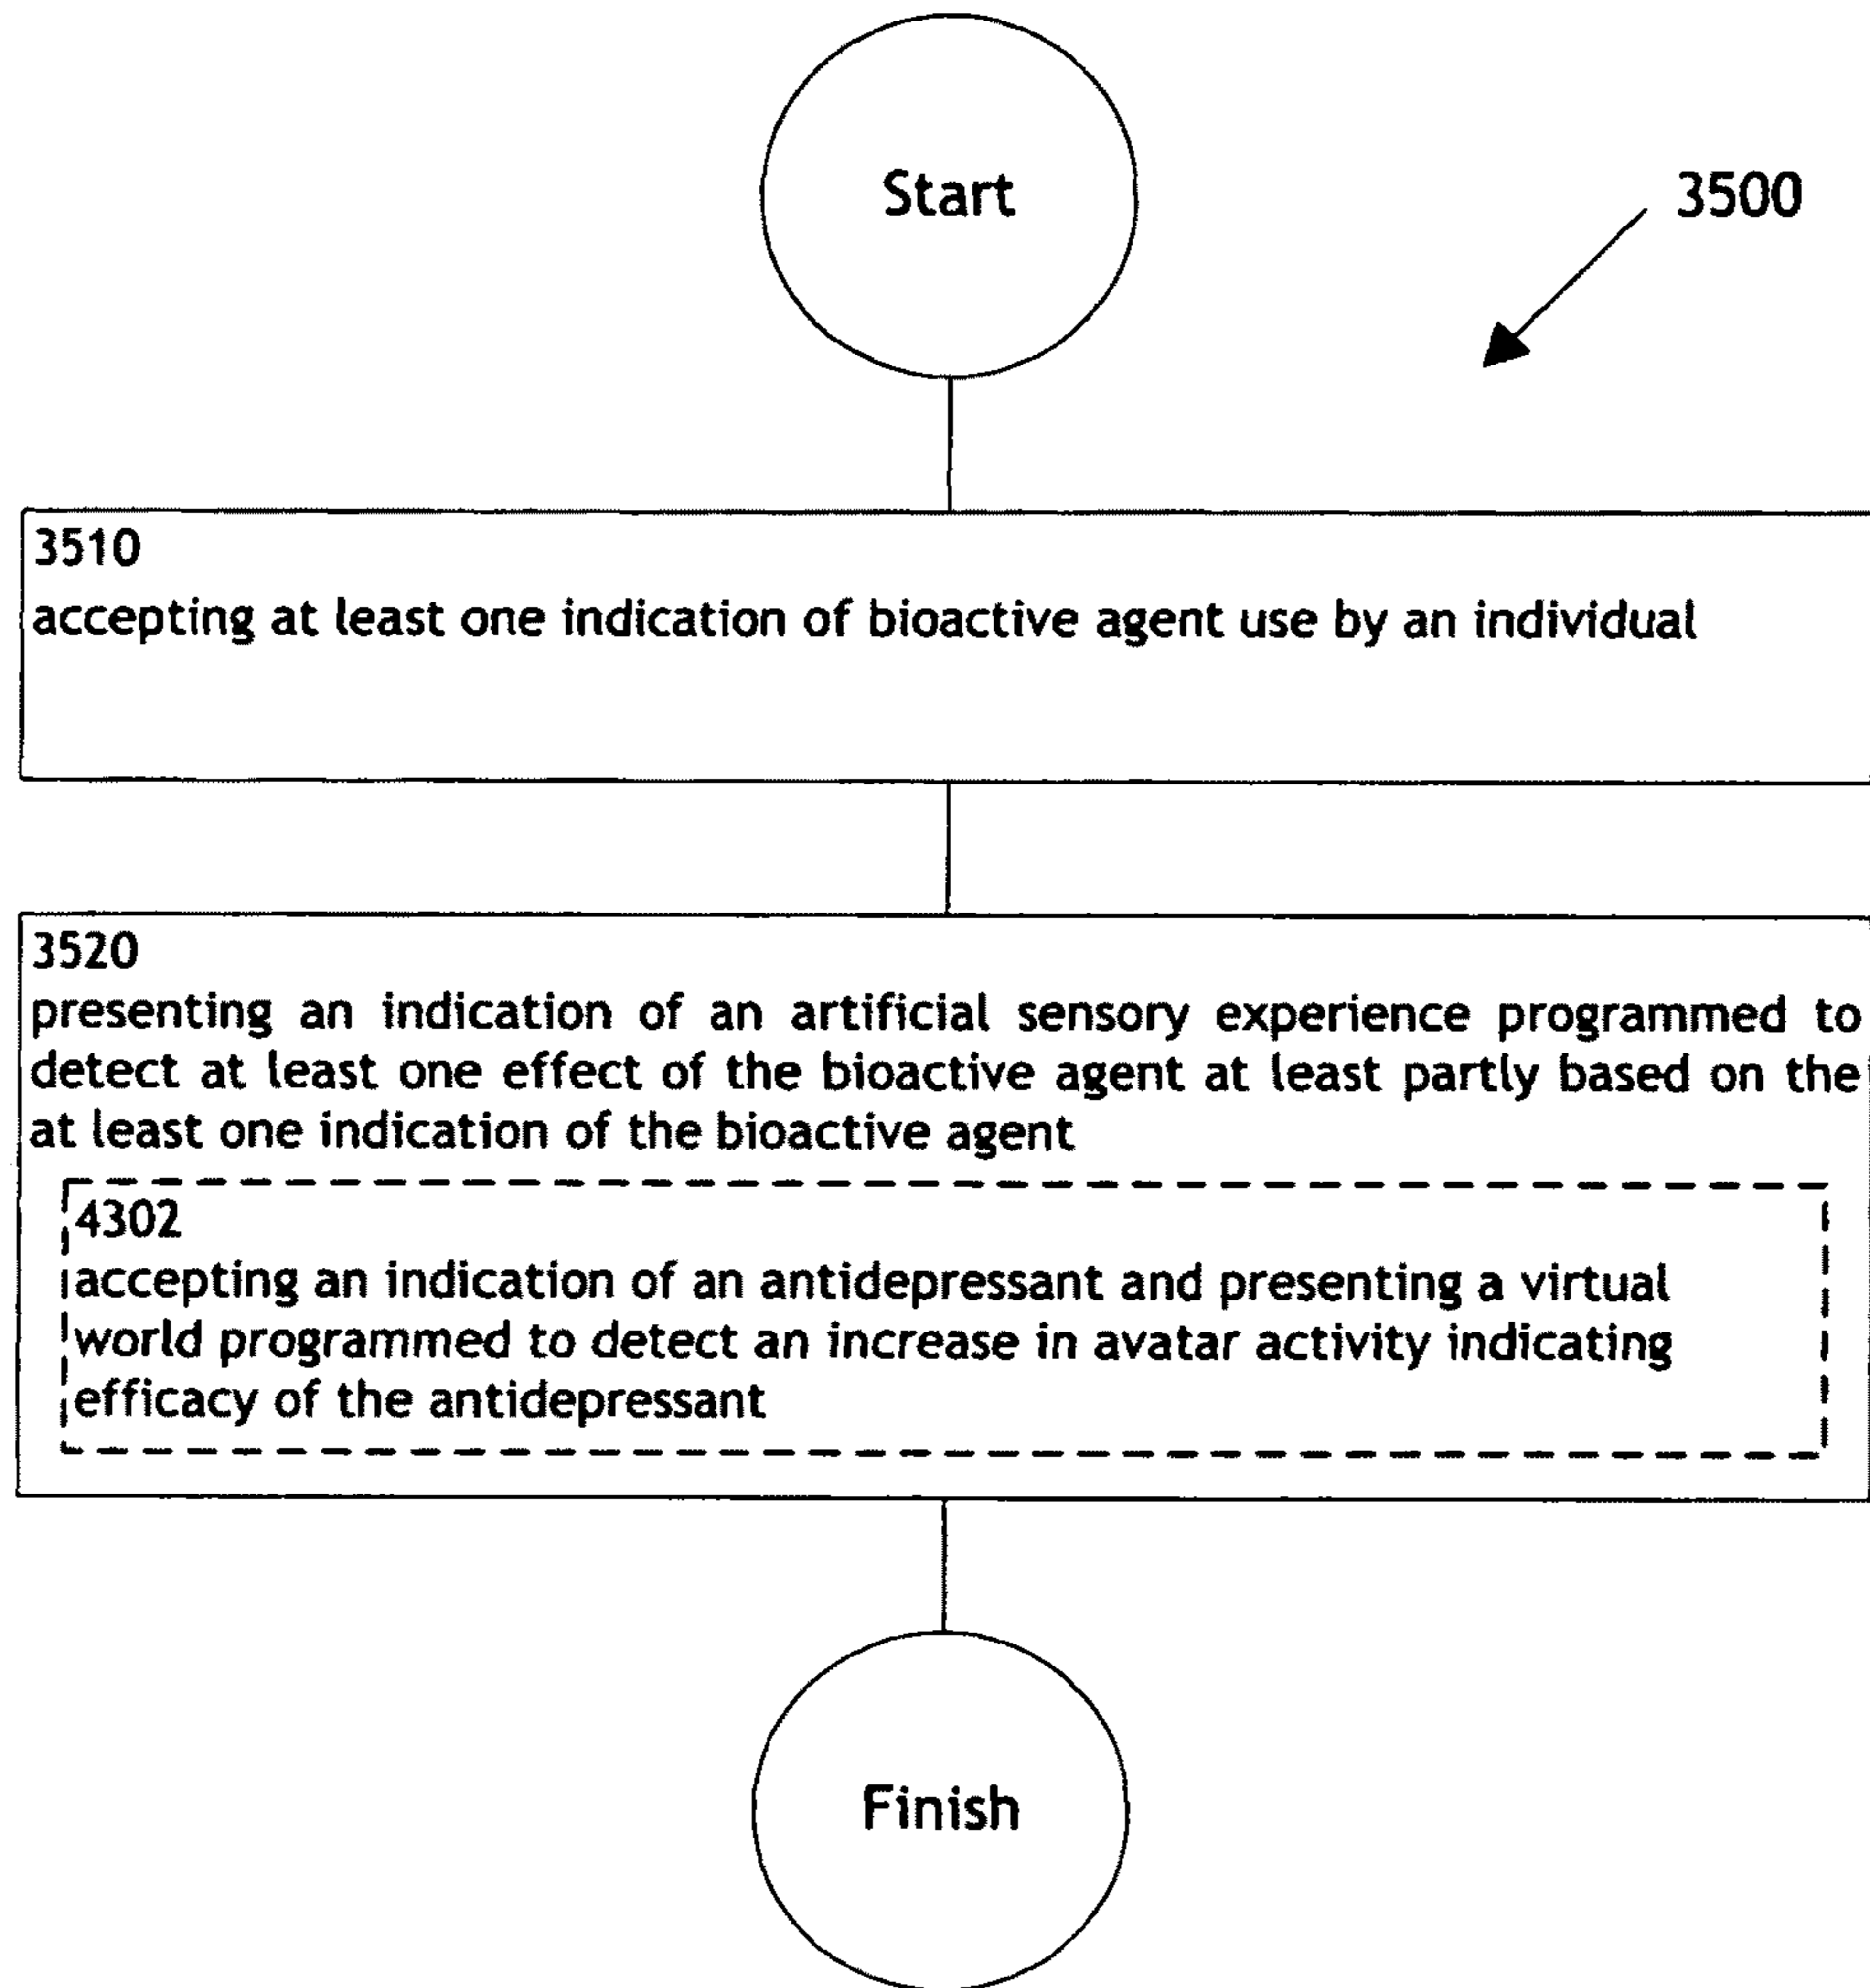 Start
3500
3510
accepting at least one indication of bioactive agent use by an individual
3520
presenting an indication of an artificial sensory experience programmed to
detect at least one effect of the bioactive agent at least partly based on the
at least one indication of the bioactive agent
4302
accepting an indication of an antidepressant and presenting a virtual
world programmed to detect an increase in avatar activity indicating
efficacy of the antidepressant
Finish